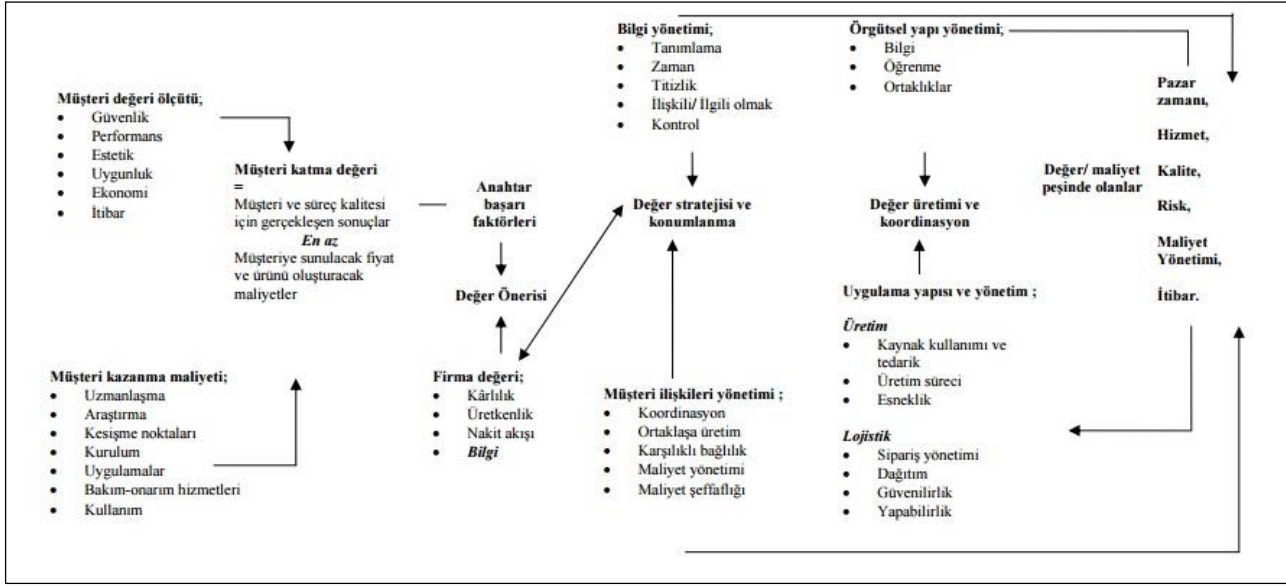 Müşteri değeri ölçütü;
• Güvenlik
• Performans
• Estetik
• Uygunluk
• Ekonomi
• İtibar
Müşteri kazanma maliyeti;
• Uzmanlaşma
• Araştırma
• Kesişme noktaları
• Kurulum
• Uygulamalar
• Bakım-onarım hizmetleri
• Kullanım
Müşteri katma değeri
=
Müşteri ve süreç kalitesi
için gerçekleşen sonuçlar
En az
Müşteriye sunulacak fiyat
ve ürünü oluşturacak
maliyetler
Anahtar
başarı
faktörleri
Değer Önerisi
Firma değeri;
• Kârlılık
• Üretkenlik
• Nakit akışı
• Bilgi
Bilgi yönetimi;
• Tanımlama
• Zaman
• Titizlik
• İlişkili/ İlgili olmak
• Kontrol
Değer stratejisi ve
konumlanma
Müşteri ilişkileri yönetimi ;
• Koordinasyon
• Ortaklaşa üretim
• Karşılıklı bağlılık
• Maliyet yönetimi
• Maliyet şeffaflığı
Örgütsel yapı yönetimi;
• Bilgi
• Öğrenme
• Ortaklıklar
Değer üretimi ve
koordinasyon
Uygulama yapısı ve yönetim ;
Üretim
• Kaynak kullanımı ve
tedarik
• Üretim süreci
• Esneklik
Lojistik
• Sipariş yönetimi
• Dağıtım
• Güvenilirlik
• Yapabilirlik
Değer/ maliyet
peşinde olanlar
Pazar
zamanı,
Hizmet,
Kalite,
Risk,
Maliyet
Yönetimi,
İtibar.